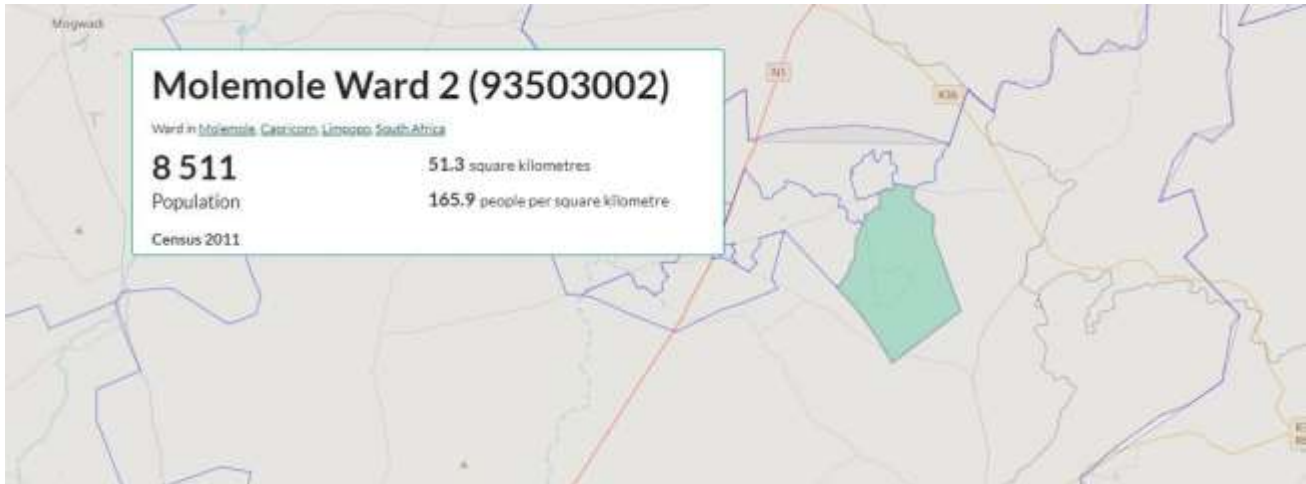 Mogwadi
Molemole Ward 2 (93503002)
Ward in Molemole, Capricorn, Limpopo, South Africa
8 511
Population
51.3 square kilometres
165.9 people per square kilometre
Census 2011
N1
R36